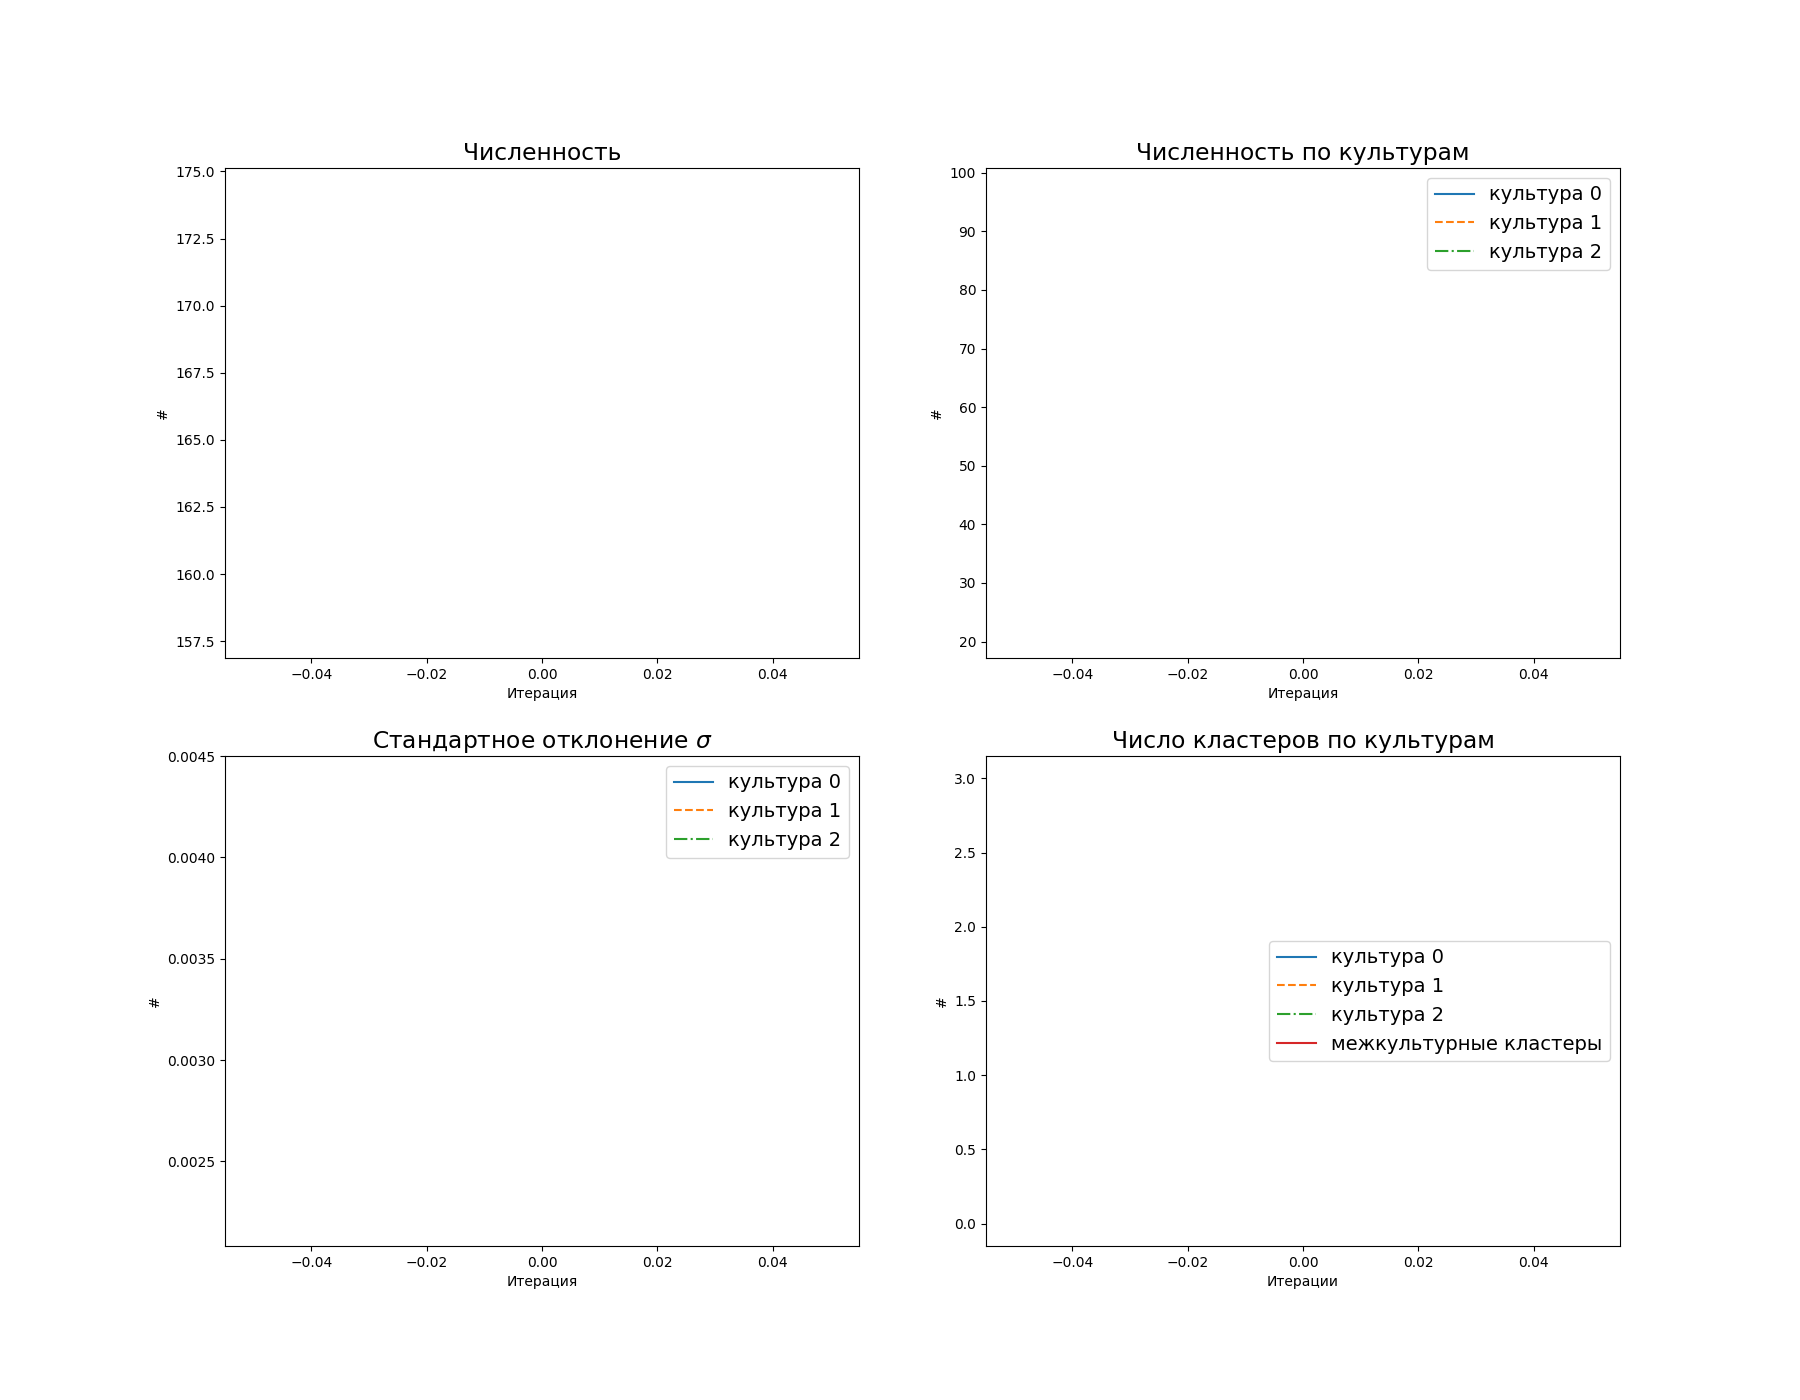 Численность
175.0
172.5
170.0
167.5
165.0
162.5
160.0
157.5
#
−0.04 −0.02 0.00 0.02 0.04
Итерация
Численность по культурам
100
90
80
70
60
50
40
30
20
#
культура 0
культура 1
культура 2
−0.04 −0.02 0.00 0.02 0.04
Итерация
Стандартное отклонение σ
0.0045
0.0040
0.0035
0.0030
0.0025
#
культура 0
культура 1
культура 2
−0.04 −0.02 0.00 0.02 0.04
Итерация
Число кластеров по культурам
3.0
2.5
2.0
1.5
1.0
0.5
0.0
#
культура 0
культура 1
культура 2
межкультурные кластеры
−0.04 −0.02 0.00 0.02 0.04
Итерации